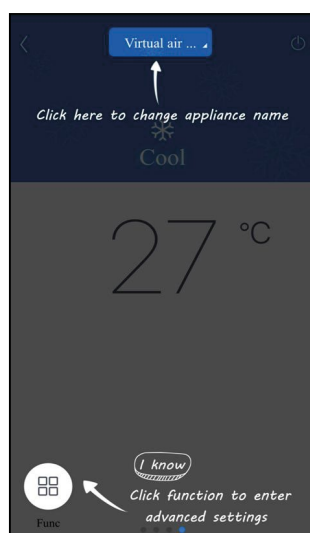 Virtual air ...
Click here to change appliance name
Cool
27 °C
I know
Click function to enter
advanced settings
Func